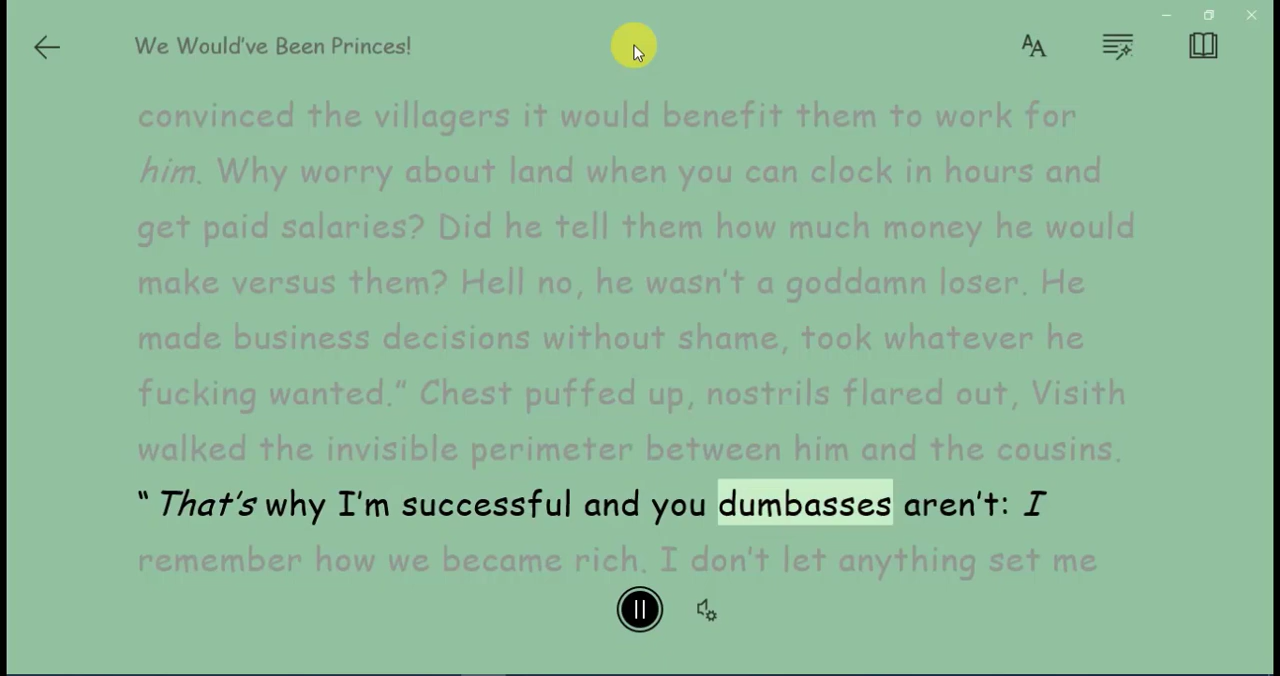 We Would've Been Princes!
AA
convinced the villagers it would benefit them to work for
him. Why worry about land when you can clock in hours and
get paid salaries? Did he tell them how much money he would
make versus them? Hell no, he wasn't a goddamn loser. He
made business decisions without shame, took whatever he
fucking wanted.” Chest puffed up, nostrils flared out, Visith
walked the invisible perimeter between him and the cousins.
“That's why I'm successful and you dumbasses aren't: I
remember how we became rich. I don't let anything set me